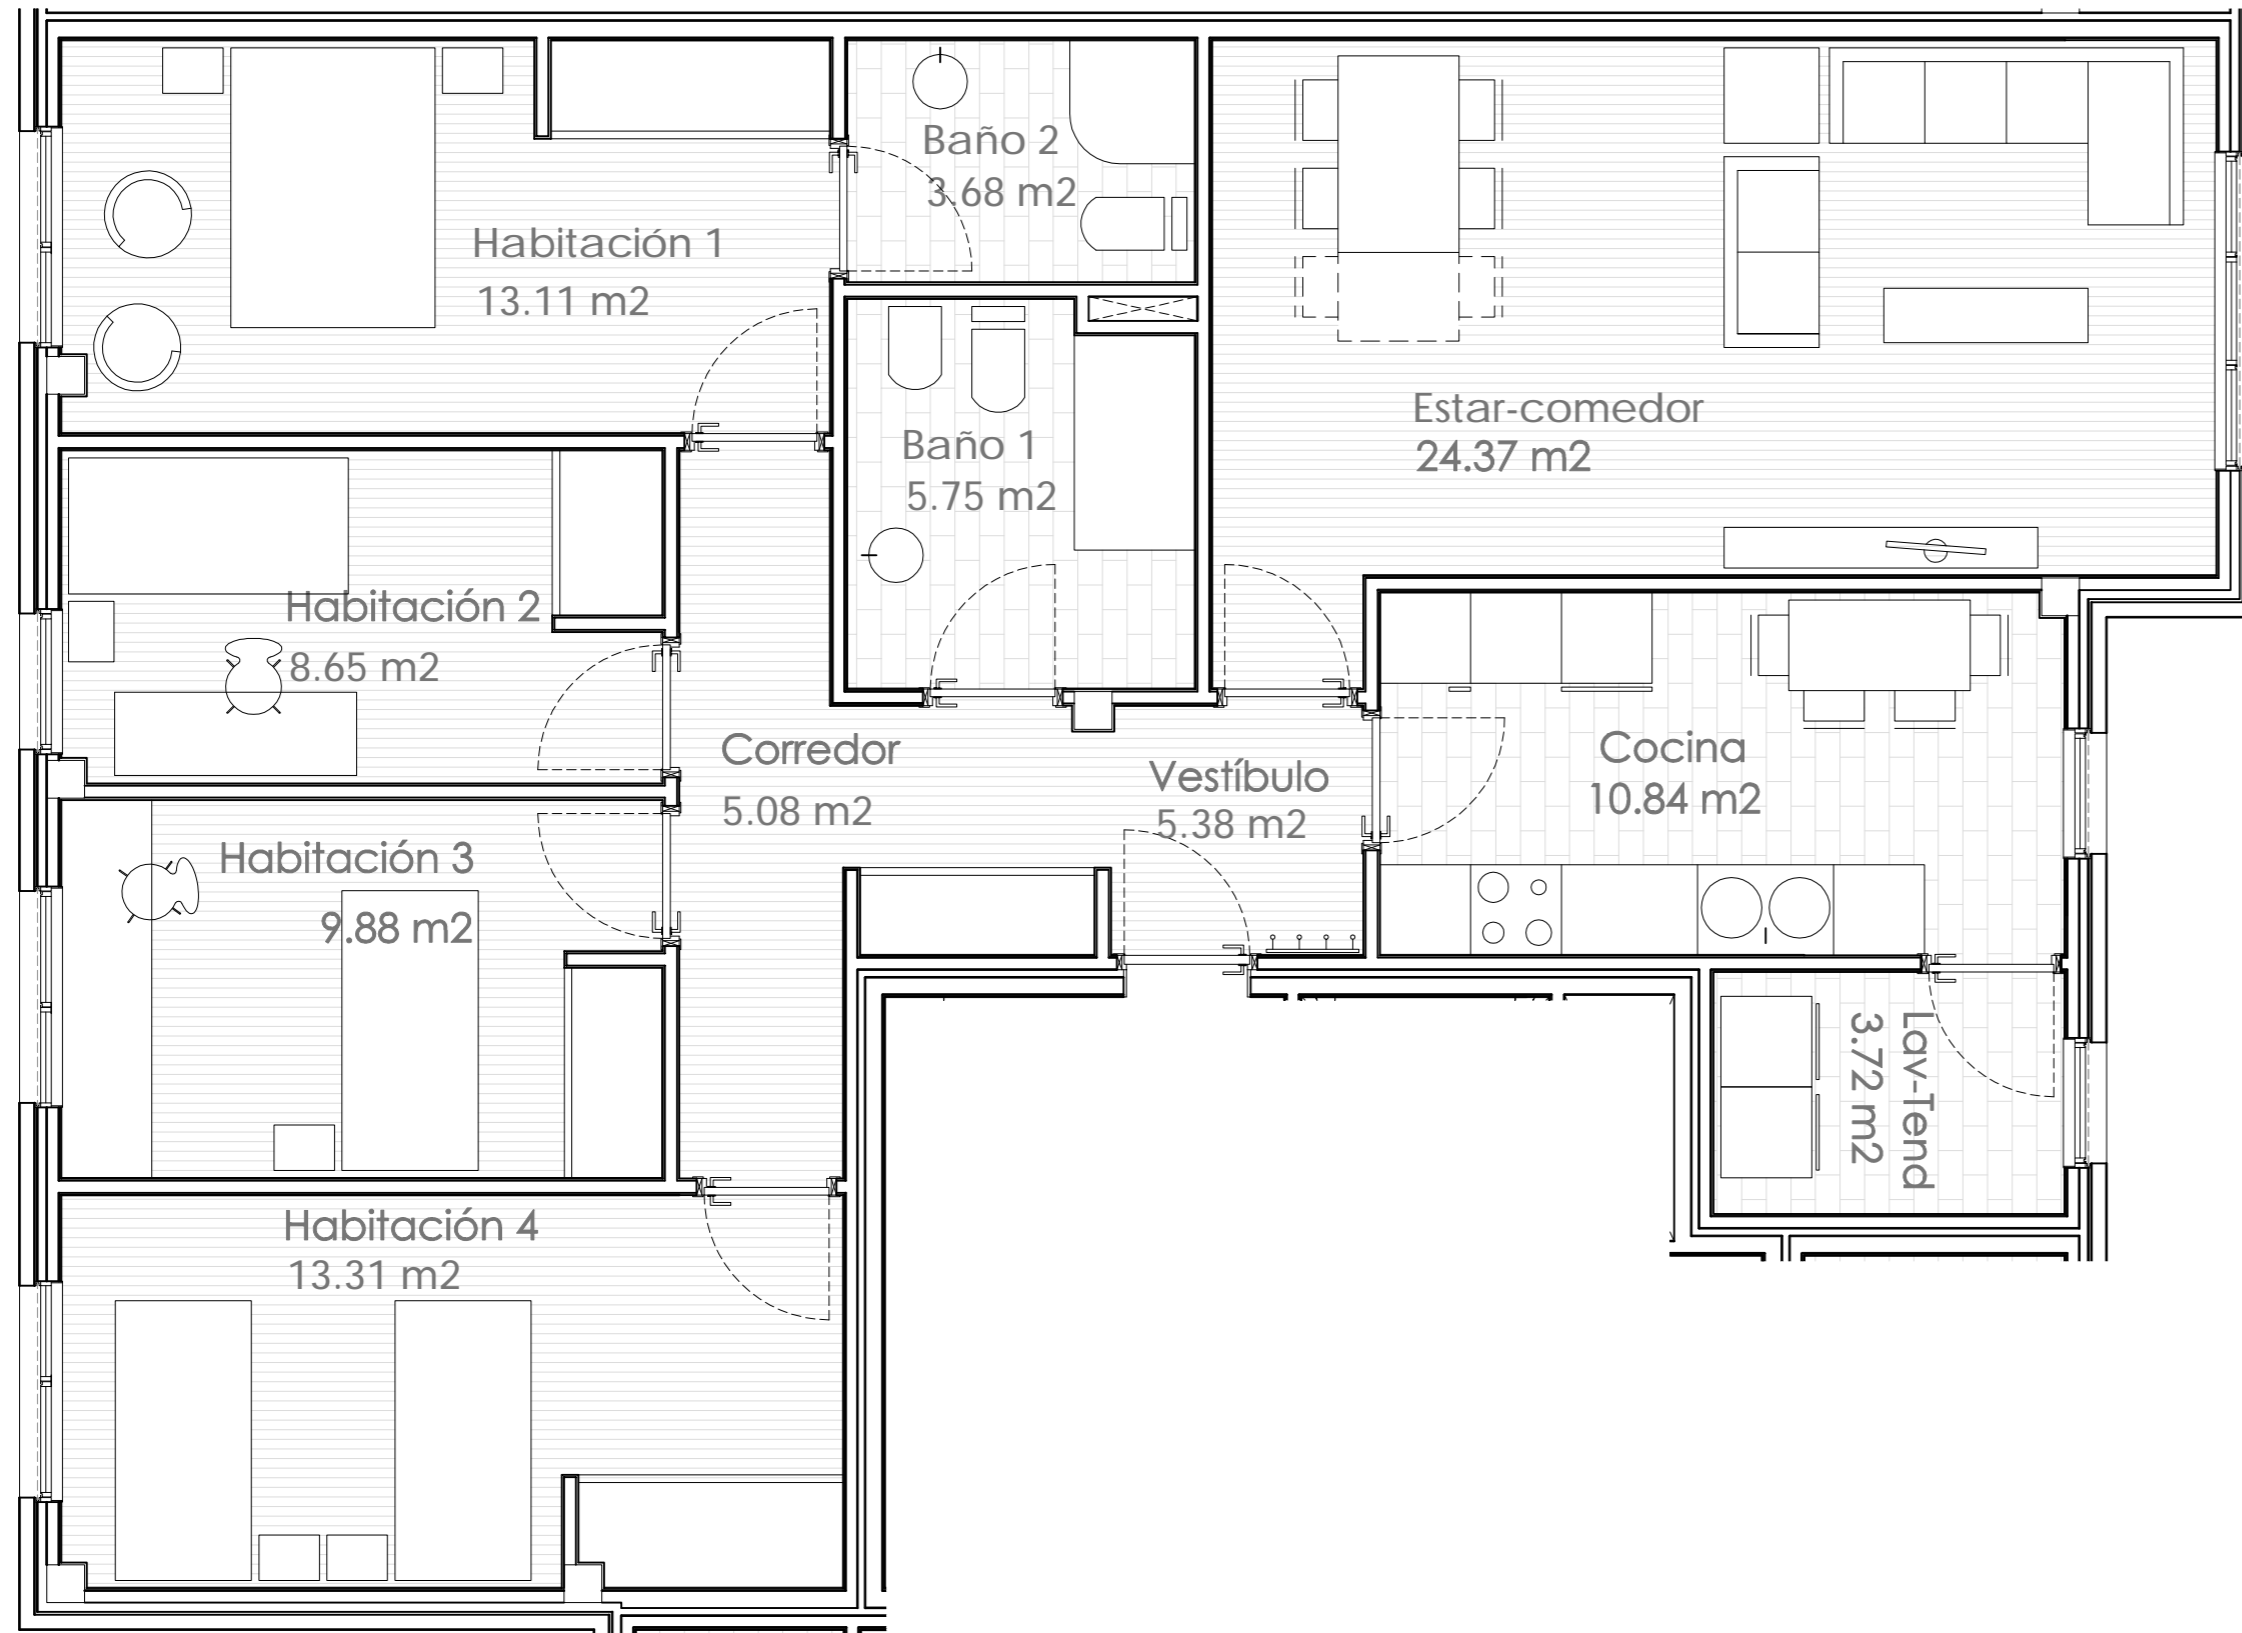 Baño 2
3.68 m2
Habitación 1
13.11 m2
Estar-comedor
24.37 m2
Baño 1
5.75 m2
Habitación 2
8.65 m2
Corredor
5.08 m2
Vestíbulo
5.38 m2
Cocina
10.84 m2
Habitación 3
9.88 m2
Lav-Tend
3.72 m2
Habitación 4
13.31 m2